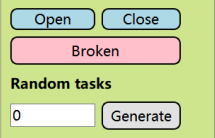 Open Close
Broken
Random tasks
0 Generate